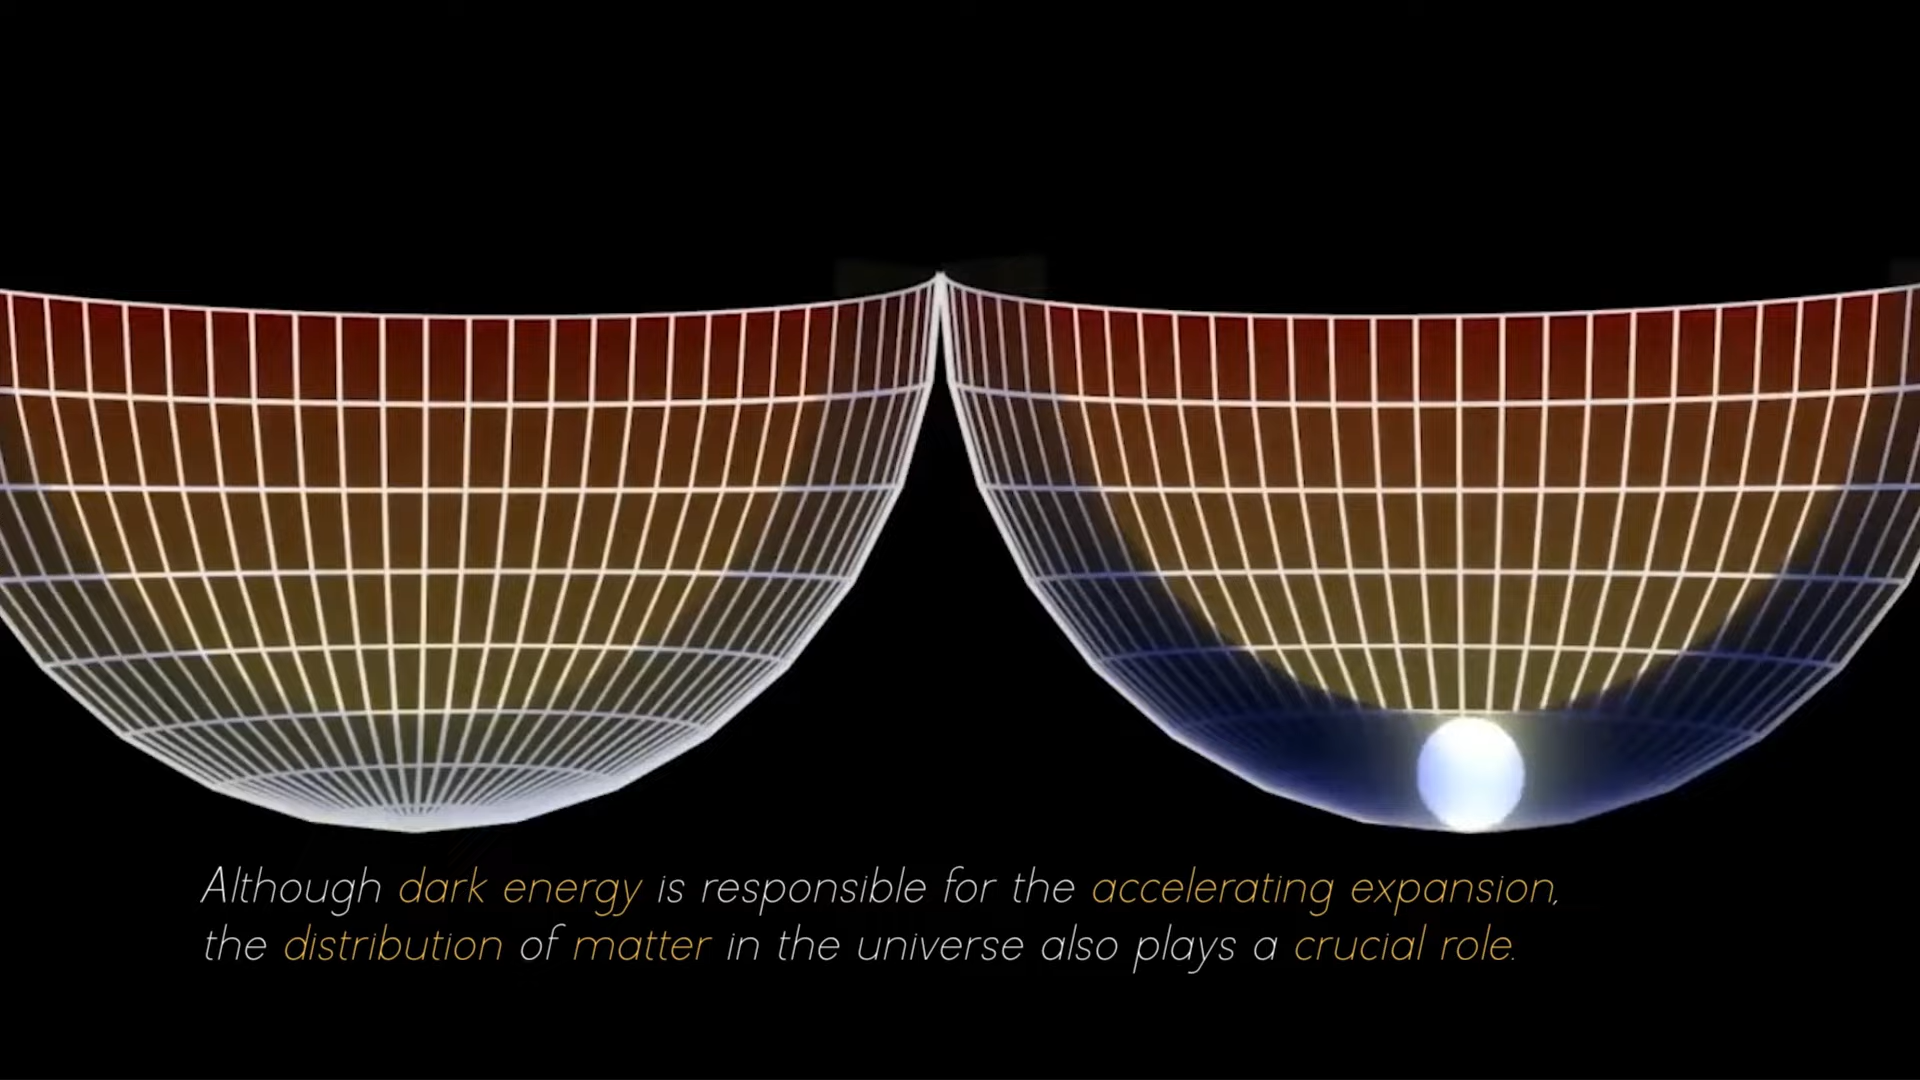 Although dark energy is responsible for the accelerating expansion,
the distribution of matter in the universe also plays a crucial role.